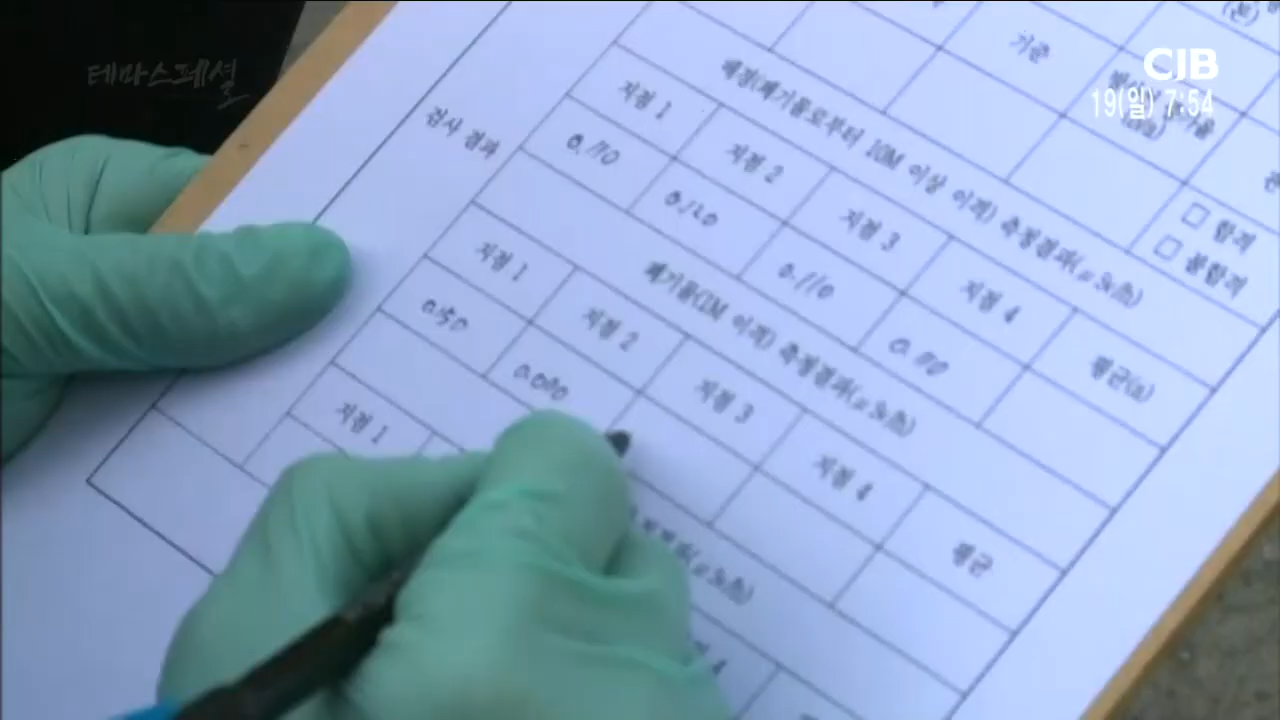 테마스페셜
CJB
19(일) 7:54
기준
배경(폐기물로부터 10M 이상 이격) 측정결과(μSv/h)
검사 결과
지점 1
지점 2
지점 3
지점 4
평균(a)
0.110
0.120
0.110
0.110
□ 합격
□ 불합격
폐기물(1M 이격) 측정결과(μSv/h)
지점 1
지점 2
지점 3
지점 4
평균
0.150
0.090
지점 1